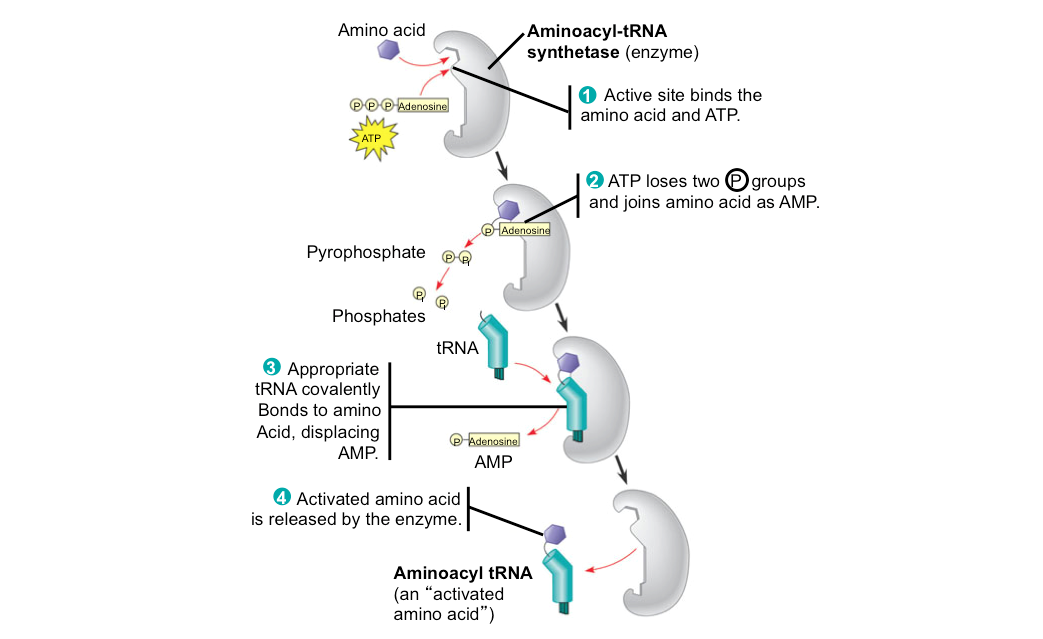 Amino acid
Aminoacyl-tRNA
synthetase (enzyme)
P P P Adenosine
ATP
1 Active site binds the
amino acid and ATP.
2 ATP loses two P groups
and joins amino acid as AMP.
P Adenosine
Pyrophosphate
P Pi
Pi Pi
Phosphates
tRNA
3 Appropriate
tRNA covalently
Bonds to amino
Acid, displacing
AMP.
P Adenosine
AMP
4 Activated amino acid
is released by the enzyme.
Aminoacyl tRNA
(an “activated
amino acid”)